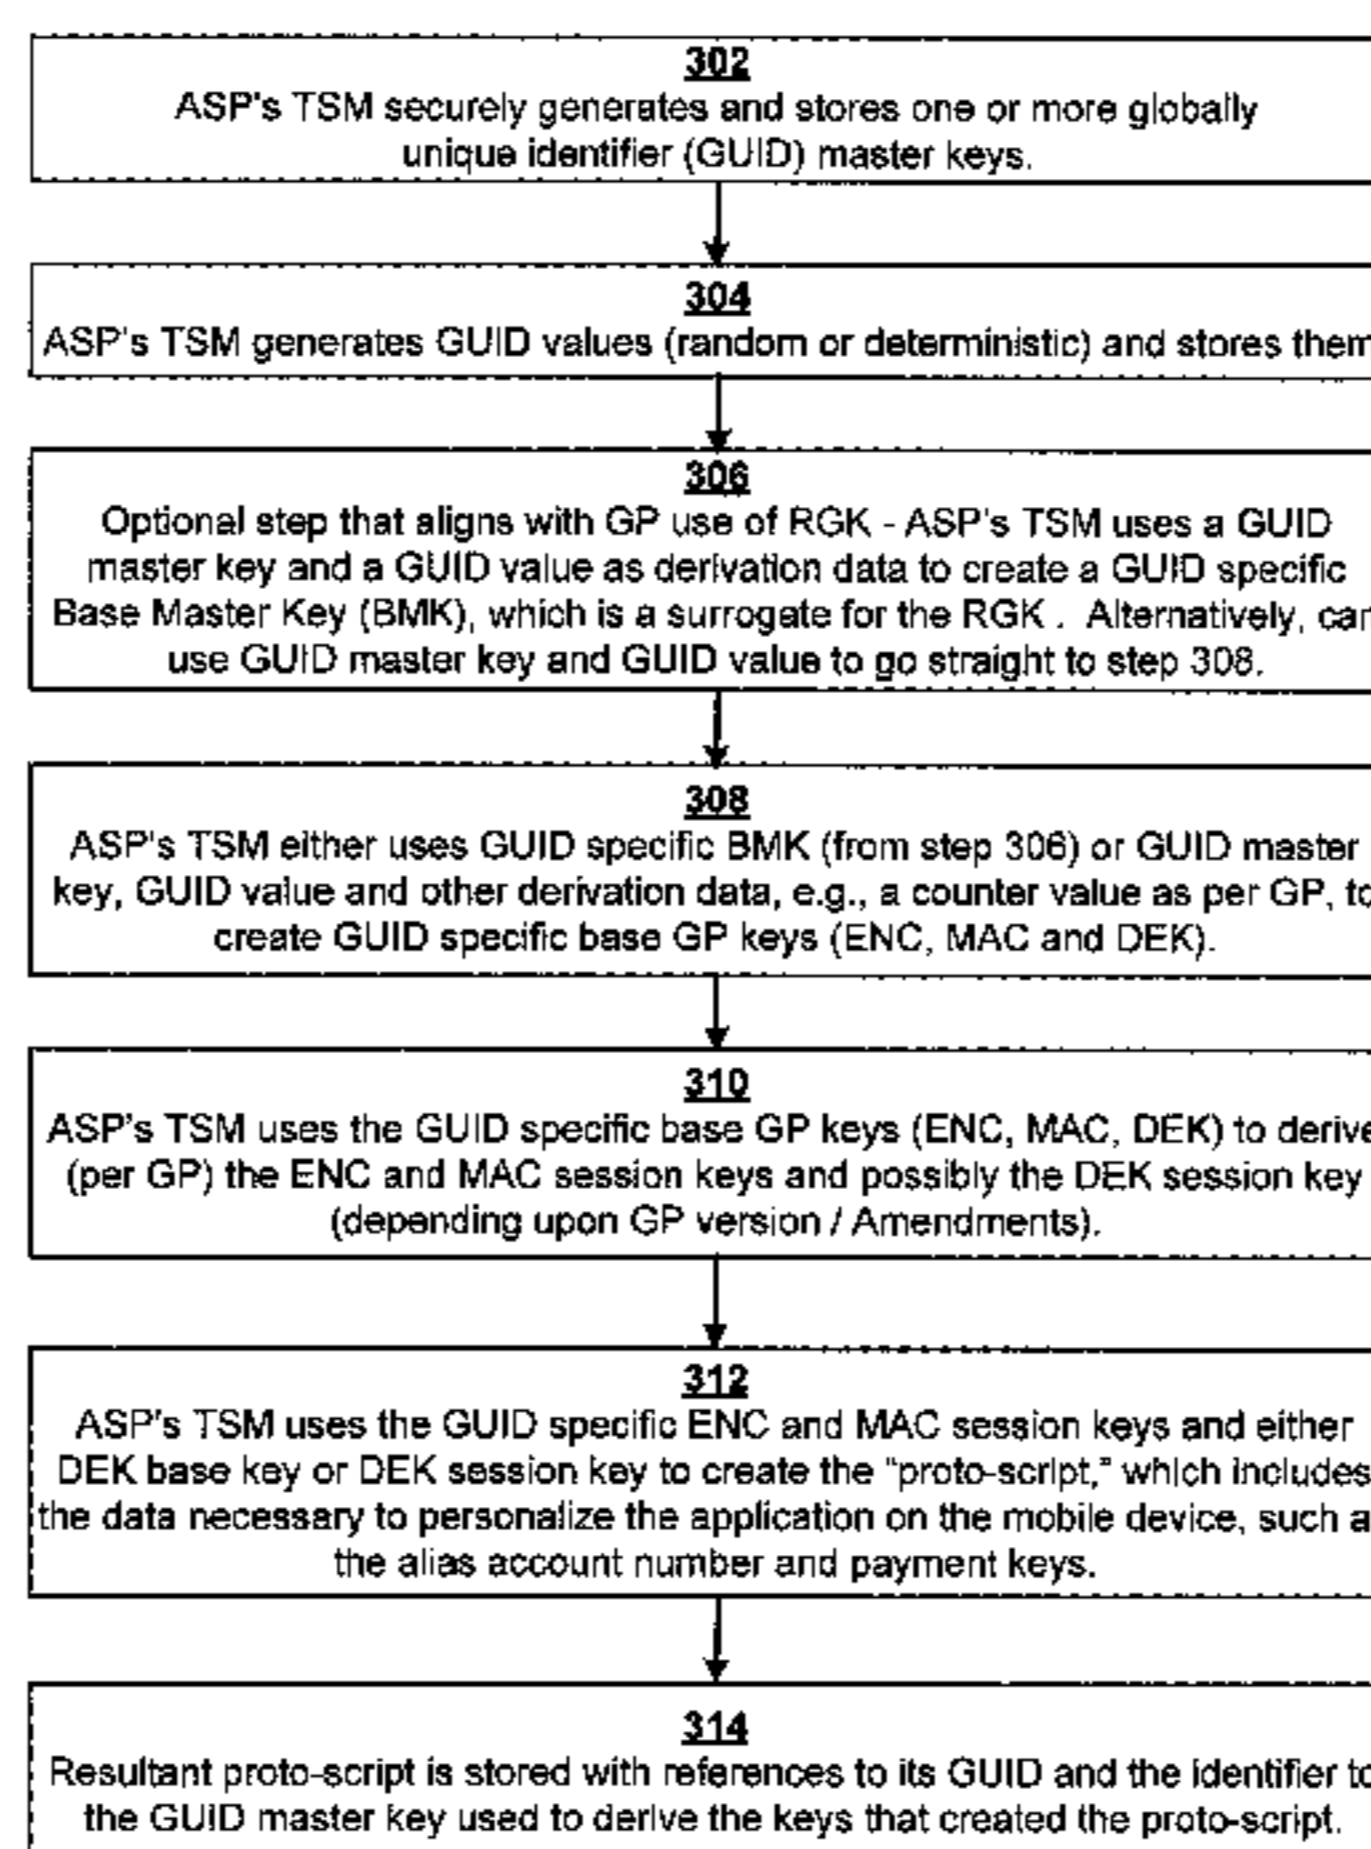 302
ASP's TSM securely generates and stores one or more globally
unique identifier (GUID) master keys.
304
ASP's TSM generates GUID values (random or deterministic) and stores them
306
Optional step that aligns with GP use of RGK - ASP's TSM uses a GUID
master key and a GUID value as derivation data to create a GUID specific
Base Master Key (BMK), which is a surrogate for the RGK . Alternatively, can
use GUID master key and GUID value to go straight to step 308.
308
ASP's TSM either uses GUID specific BMK (from step 306) or GUID master
key, GUID value and other derivation data, e.g., a counter value as per GP, to
create GUID specific base GP keys (ENC, MAC and DEK).
310
ASP's TSM uses the GUID specific base GP keys (ENC, MAC, DEK) to derive
(per GP) the ENC and MAC session keys and possibly the DEK session key
(depending upon GP version / Amendments).
312
ASP's TSM uses the GUID specific ENC and MAC session keys and either
DEK base key or DEK session key to create the "proto-script," which includes
the data necessary to personalize the application on the mobile device, such a
the alias account number and payment keys.
314
Resultant proto-script is stored with references to its GUID and the identifier to
the GUID master key used to derive the keys that created the proto-script.